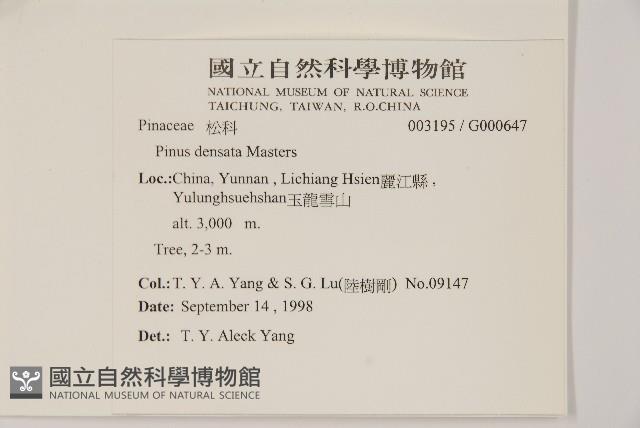 國立自然科學博物館
NATIONAL MUSEUM OF NATURAL SCIENCE
TAICHUNG, TAIWAN, R.O.CHINA
Pinaceae 松科 003195 / G000647
Pinus densata Masters
Loc.:China, Yunnan , Lichiang Hsien麗江縣 ,
Yulunghsuehshan玉龍雪山
alt. 3,000 m.
Tree, 2-3 m.
Col.: T. Y. A. Yang & S. G. Lu(陸樹剛) No.09147
Date: September 14 , 1998
Det.: T. Y. Aleck Yang
國立自然科學博物館
NATIONAL MUSEUM OF NATURAL SCIENCE